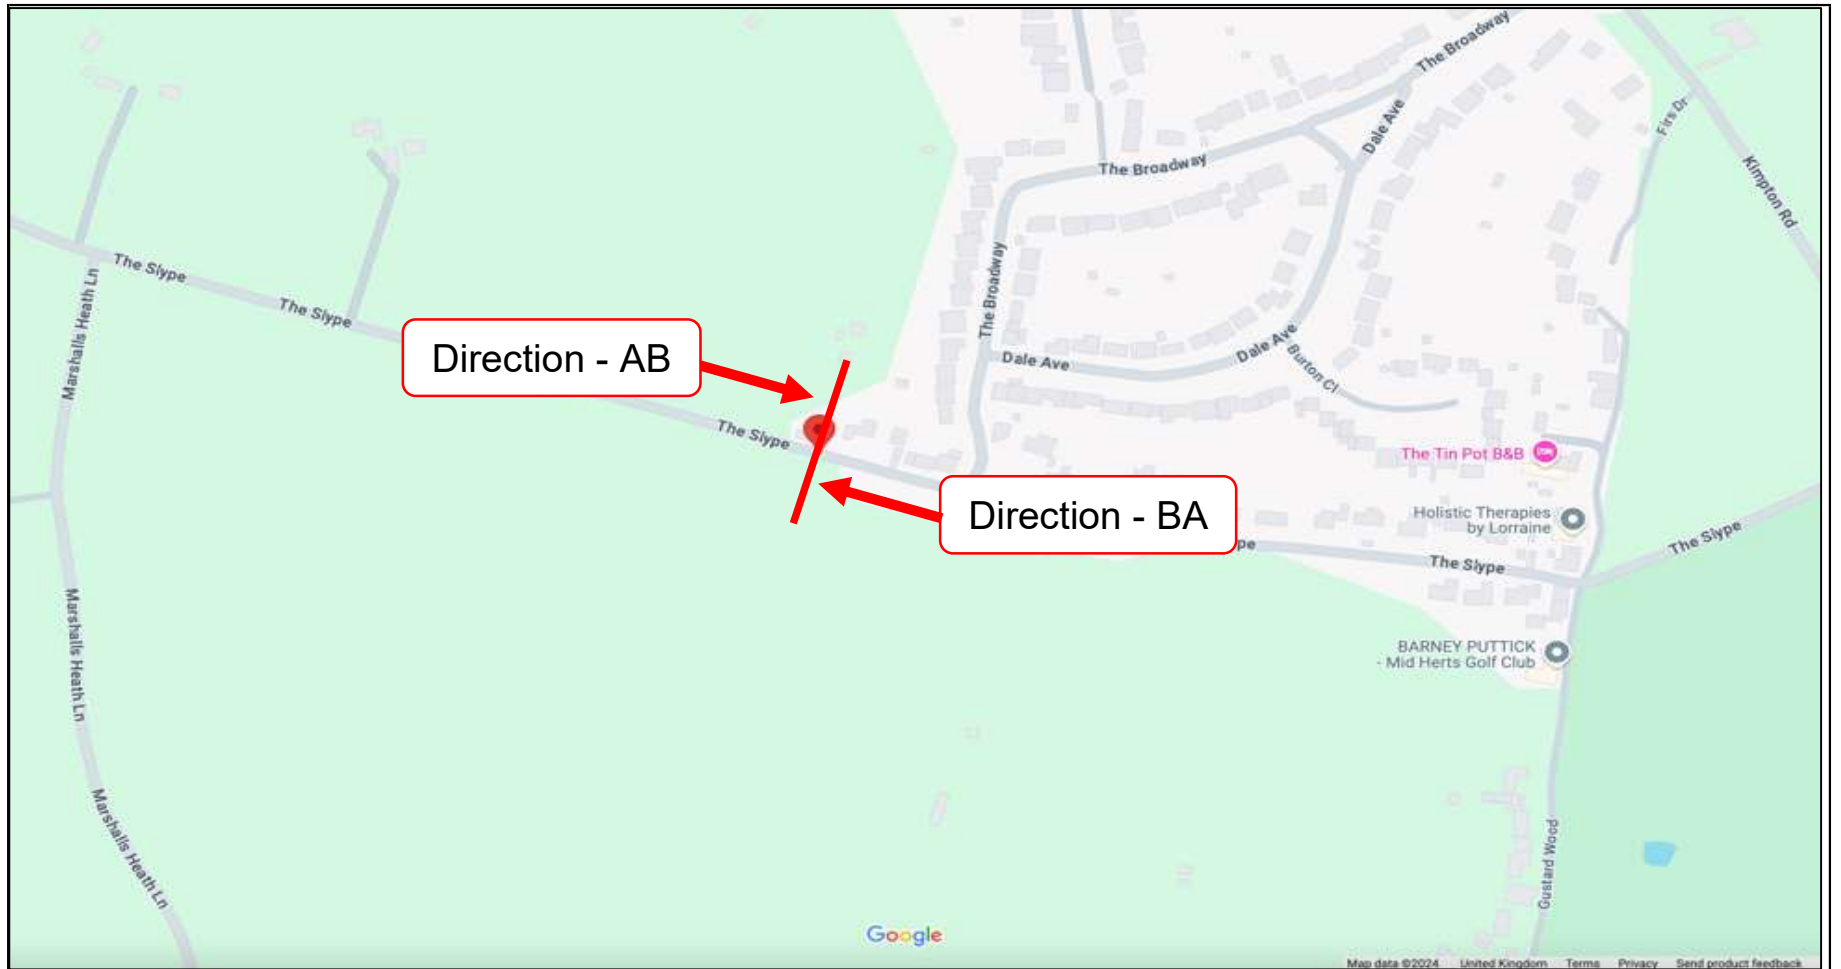 The Broadway
Dale Ave
Firs Dr
Kimpton Rd
The Broadway
The Slype
The Slype
Marshalls Heath Ln
The Broadway
Direction - AB
Dale Ave
Dale Ave
Burton Cl
The Slype
The Tin Pot B&B
Direction - BA
Holistic Therapies
by Lorraine
pe
The Slype
The Slype
Marshalls Heath Ln
BARNEY PUTTICK
- Mid Herts Golf Club
Marshalls Heath Ln
Gustard Wood
Google
Map data ©2024 United Kingdom Terms Privacy Send product feedback